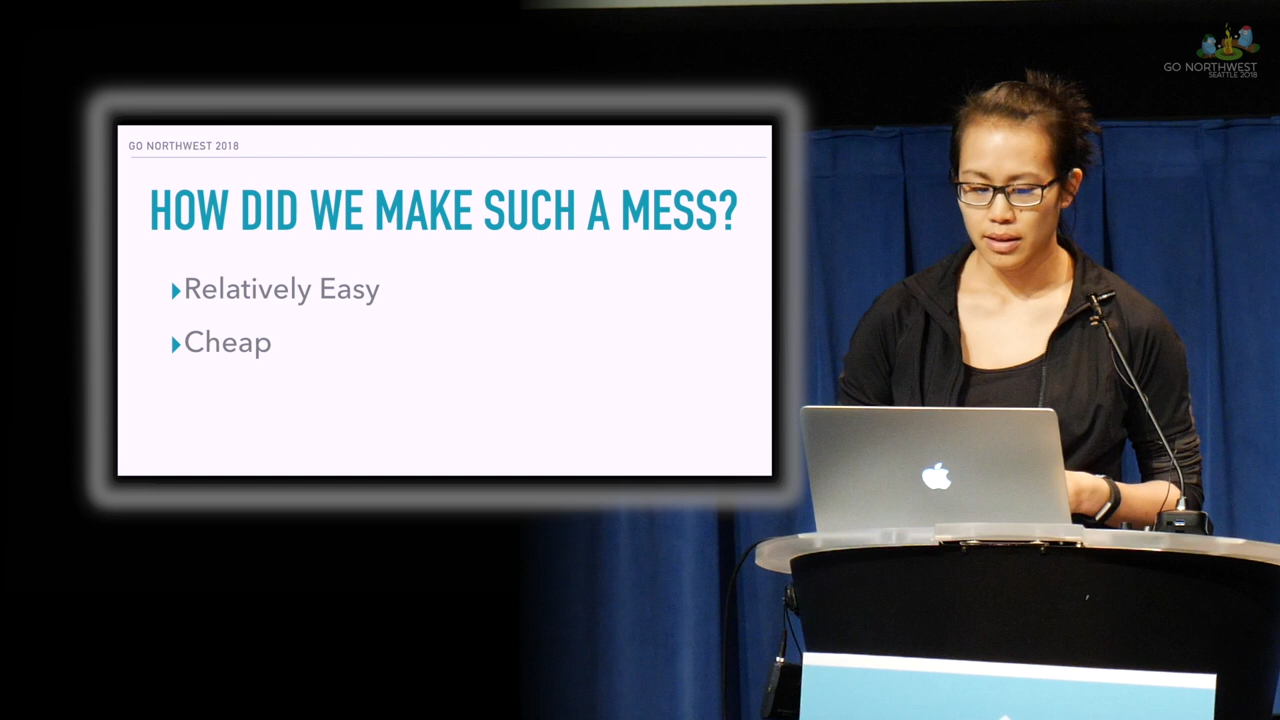 GO NORTHWEST
SEATTLE 2018
GO NORTHWEST 2018
HOW DID WE MAKE SUCH A MESS?
▸Relatively Easy
▸Cheap